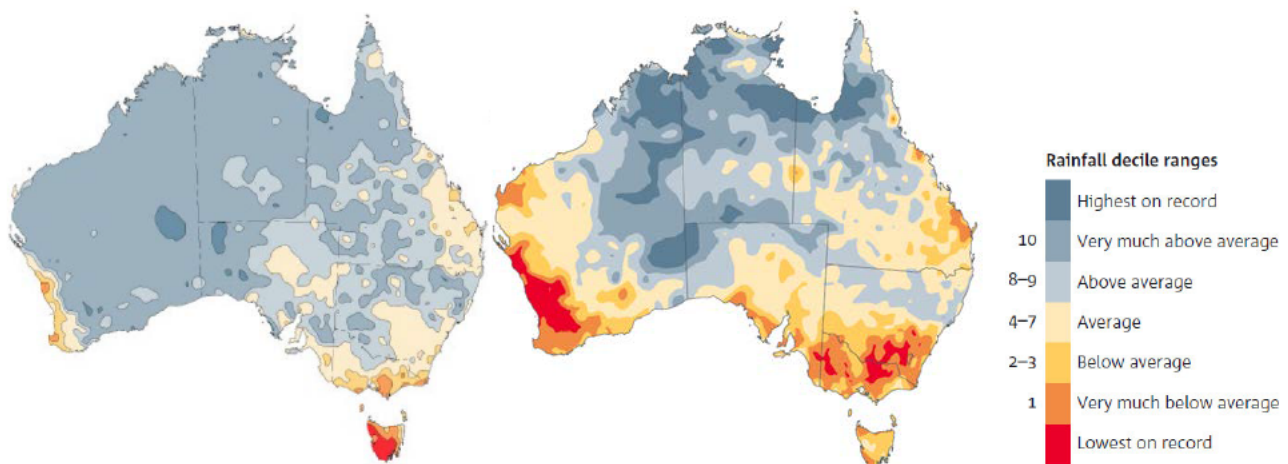 Rainfall decile ranges
Highest on record
10 Very much above average
8–9 Above average
4–7 Average
2–3 Below average
1 Very much below average
Lowest on record